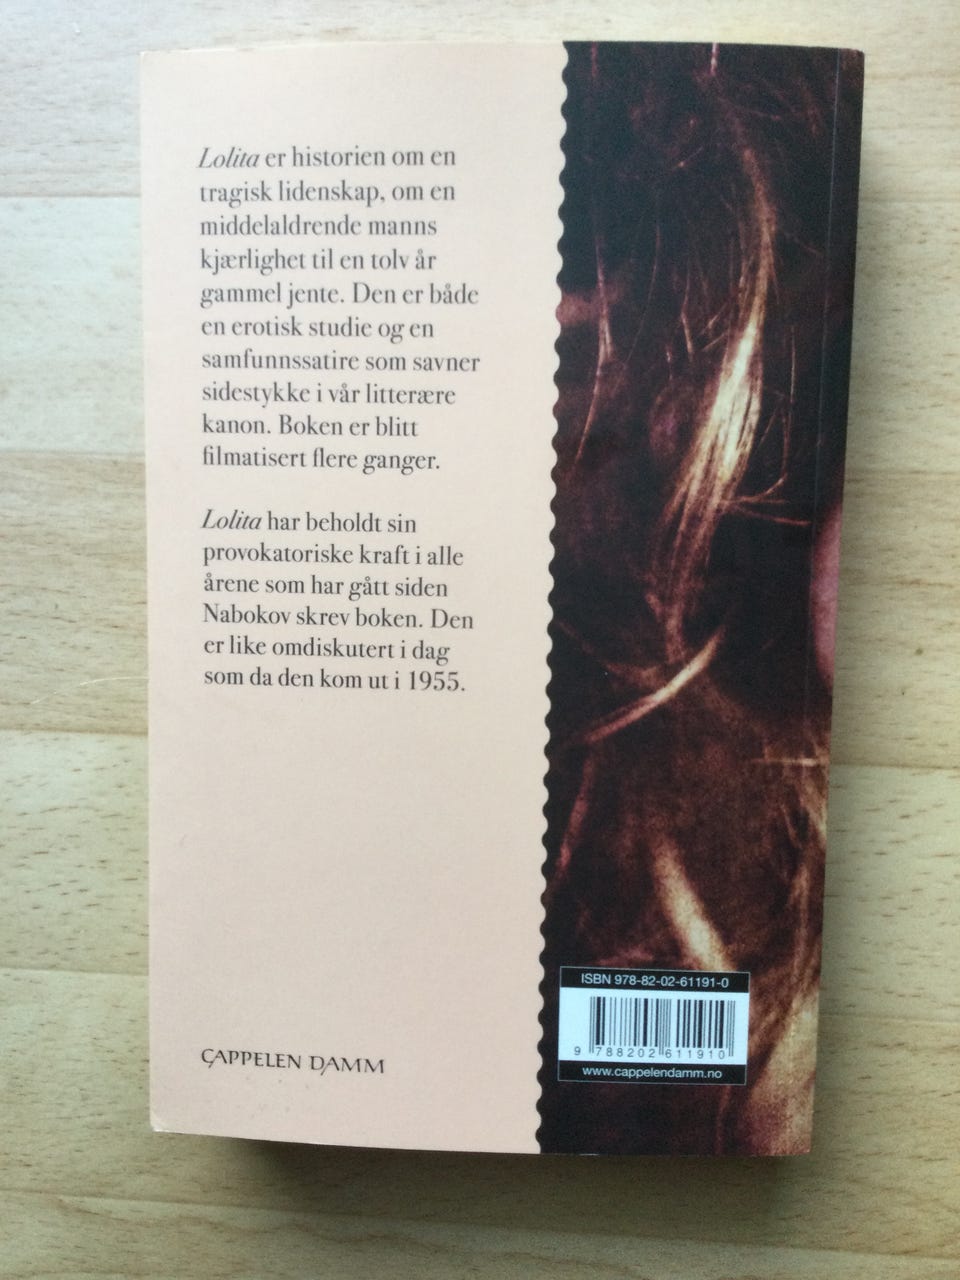 Lolita er historien om en
tragisk lidenskap, om en
middelaldrende manns
kjærlighet til en tolv år
gammel jente. Den er både
en erotisk studie og en
samfunnssatire som savner
sidestykke i vår litterære
kanon. Boken er blitt
filmatisert flere ganger.
Lolita har beholdt sin
provokatoriske kraft i alle
årene som har gått siden
Nabokov skrev boken. Den
er like omdiskutert i dag
som da den kom ut i 1955.
CAPPELEN DAMM
ISBN 978-82-02-61191-0
9 788202 611910
www.cappelendamm.no